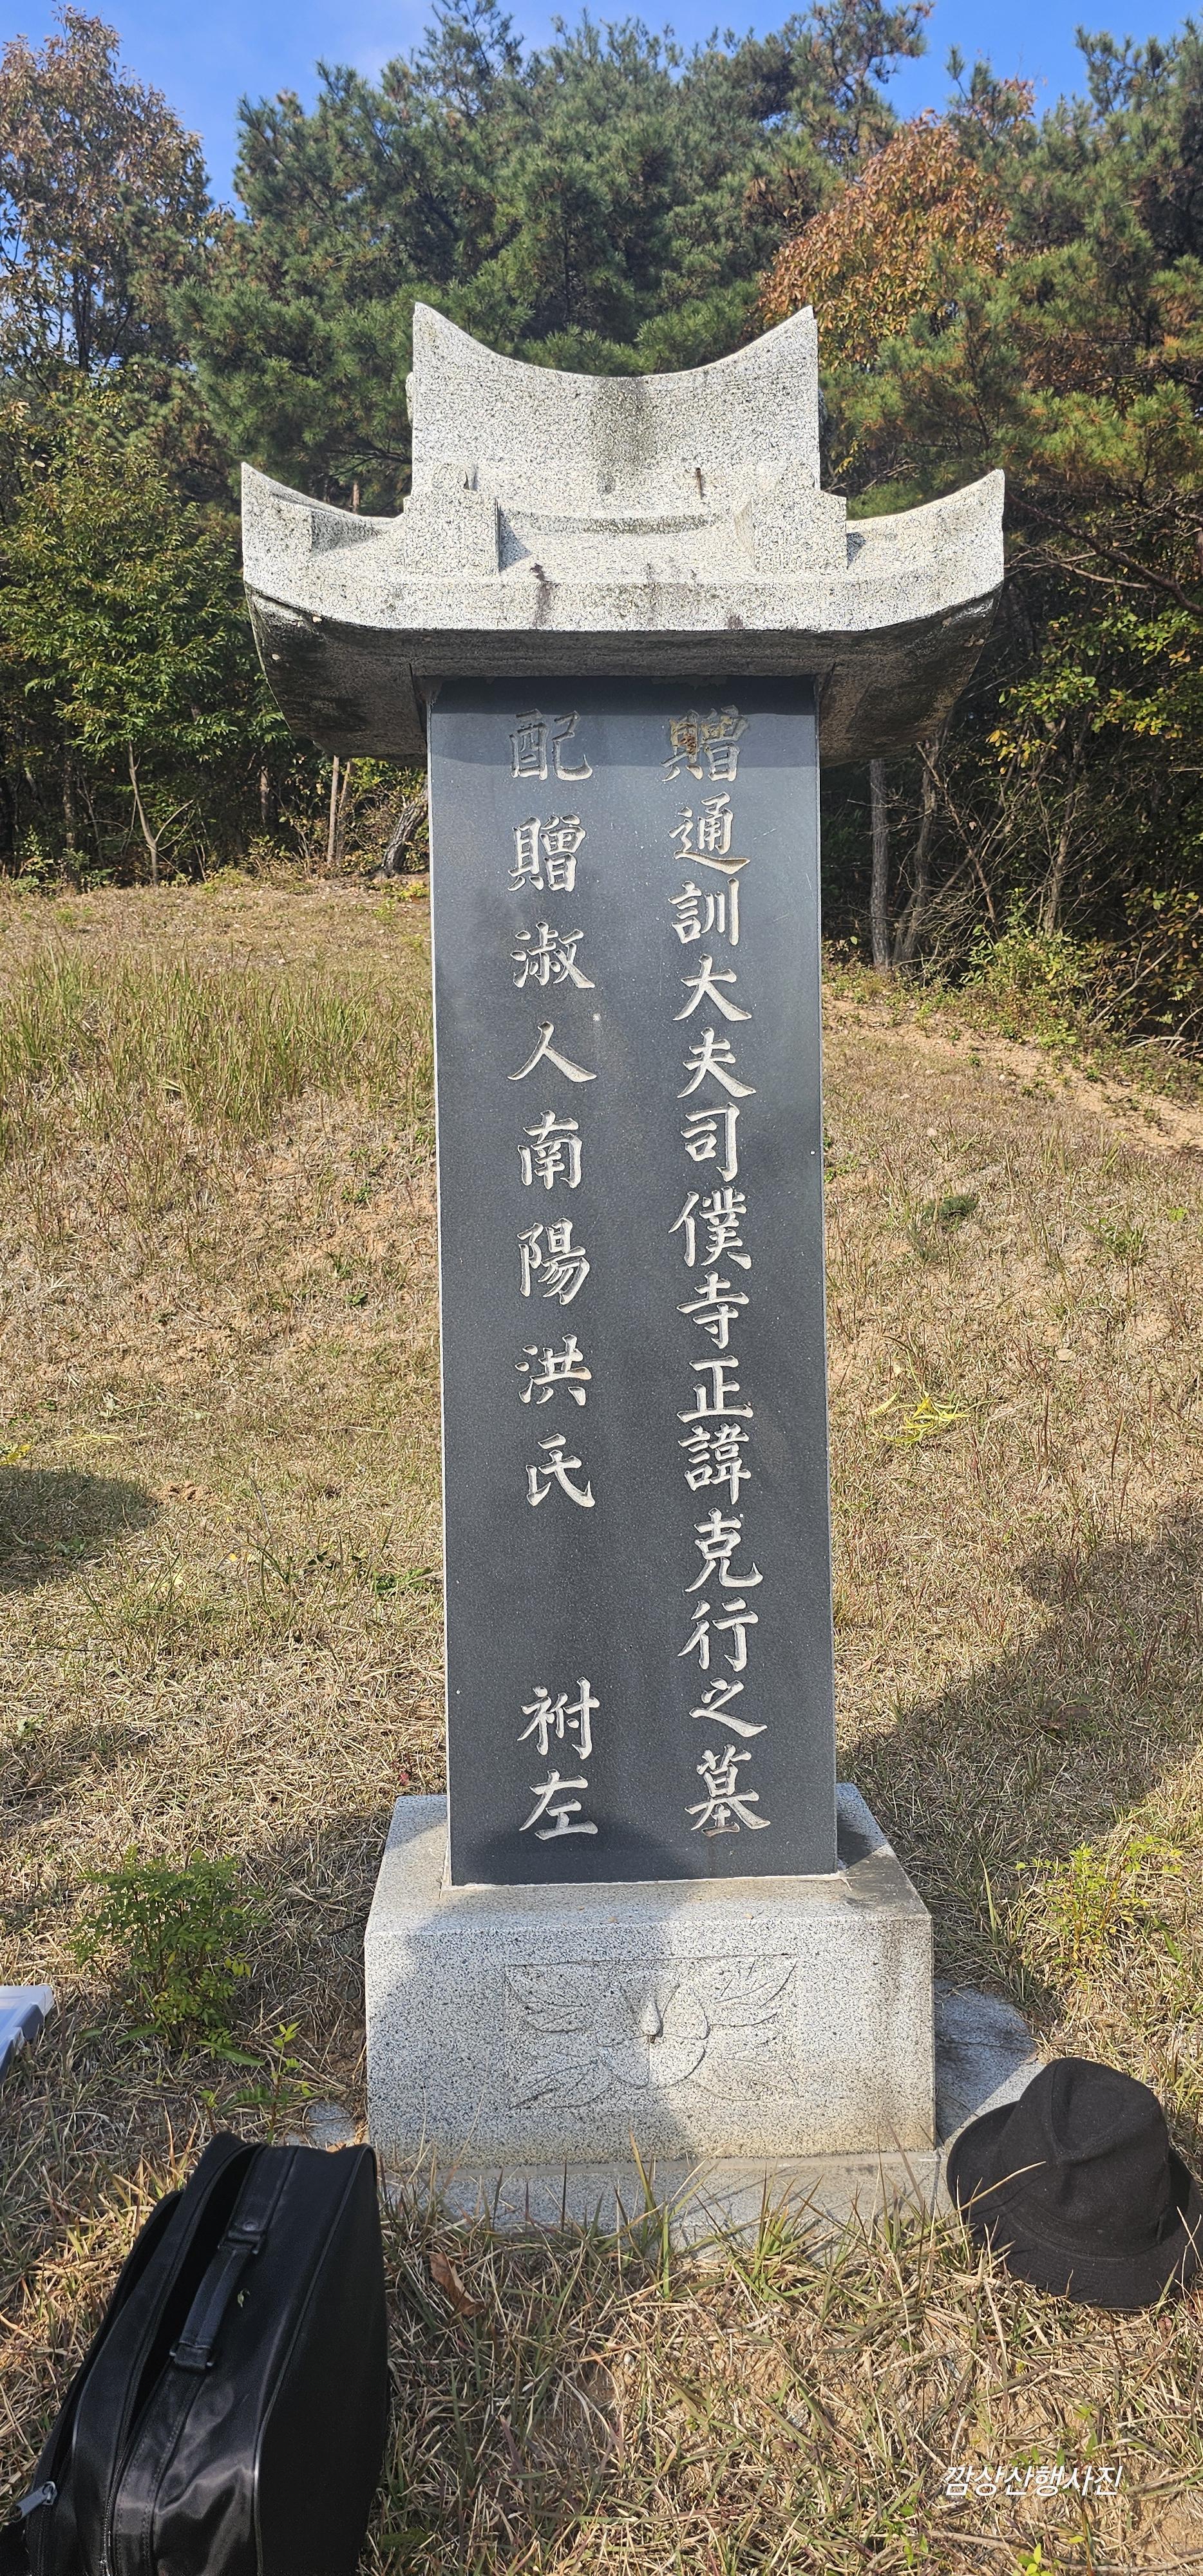 贈通訓大夫司僕寺正諱克行之墓
配贈淑人南陽洪氏 祔左
깜상산행사진